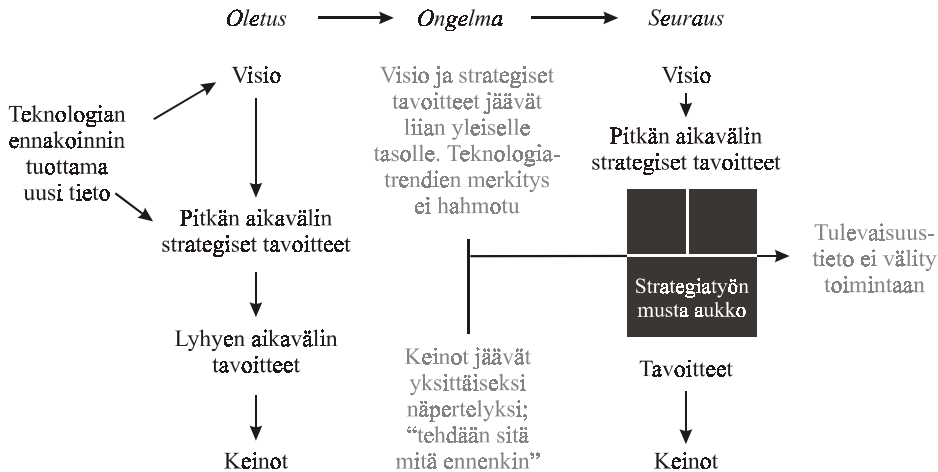 Oletus
Ongelma
Seuraus
Teknologian
ennakoinnin
tuottama
uusi tieto
Visio
Pitkän aikavälin
strategiset tavoitteet
Lyhyen aikavälin
tavoitteet
Keinot
Visio ja strategiset
tavoitteet jäävät
liian yleiselle
tasolle. Teknologia-
trendien merkitys
ei hahmotu
Keinot jäävät
yksittäiseksi
näpertelyksi;
“tehdään sitä
mitä ennenkin”
Visio
Pitkän aikavälin
strategiset tavoitteet
Strategiatyön
musta aukko
Tavoitteet
Keinot
Tulevaisuus-
tieto ei välity
toimintaan